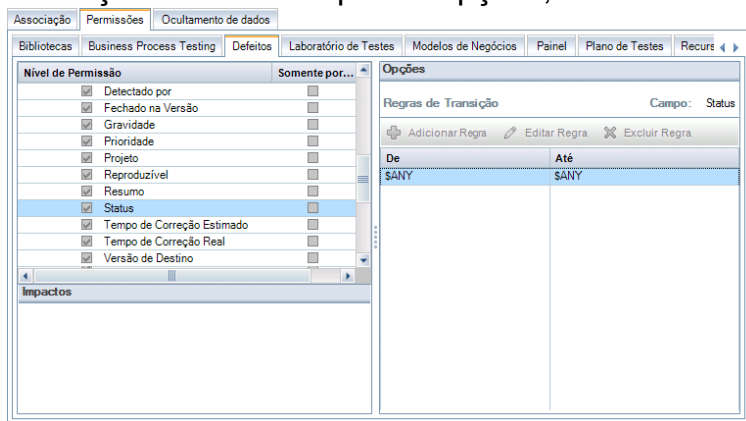 Associação Permissões Ocultamento de dados
Bibliotecas Business Process Testing Defeitos Laboratório de Testes Modelos de Negócios Painel Plano de Testes Recurs
Nível de Permissão Somente por...
Detectado por
Fechado na Versão
Gravidade
Prioridade
Projeto
Reproduzível
Resumo
Status
Tempo de Correção Estimado
Tempo de Correção Real
Versão de Destino
Impactos
Opções
Regras de Transição Campo: Status
Adicionar Regra Editar Regra Excluir Regra
De Até
$ANY $ANY